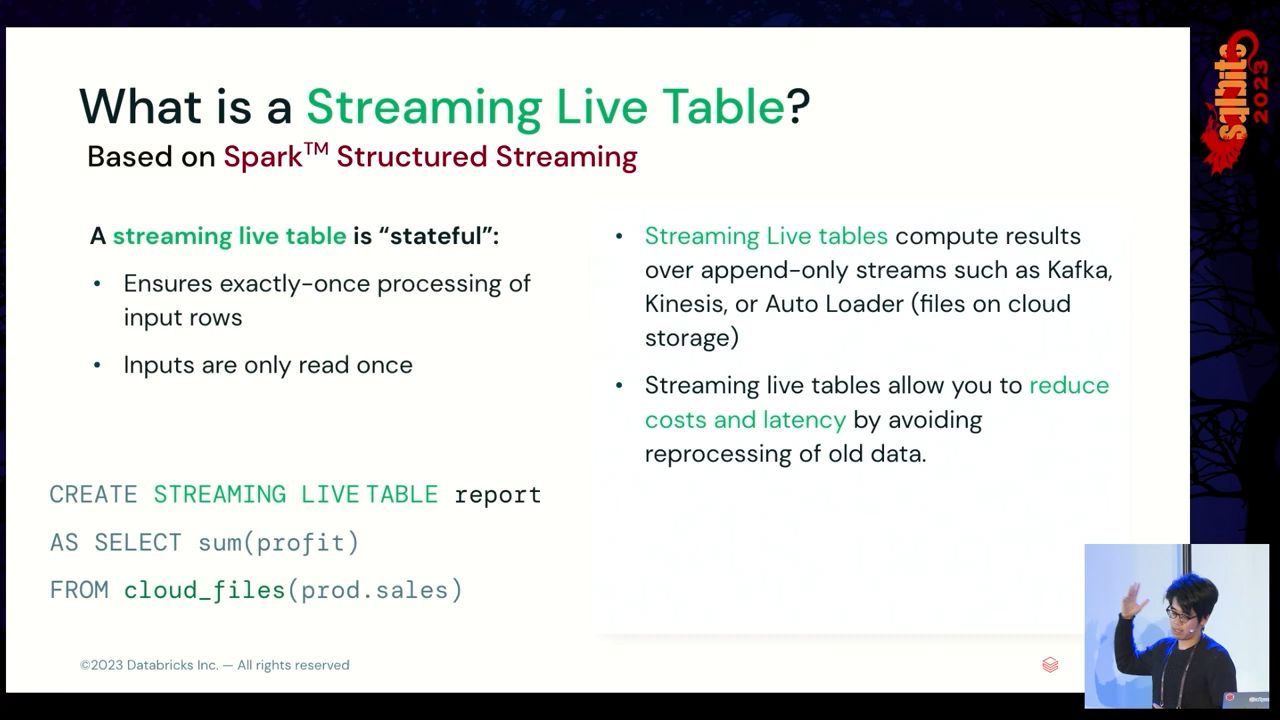 What is a Streaming Live Table?
Based on Spark™ Structured Streaming
A streaming live table is “stateful”:
• Ensures exactly-once processing of
input rows
• Inputs are only read once
CREATE STREAMING LIVE TABLE report
AS SELECT sum(profit)
FROM cloud_files(prod.sales)
• Streaming Live tables compute results
over append-only streams such as Kafka,
Kinesis, or Auto Loader (files on cloud
storage)
• Streaming live tables allow you to reduce
costs and latency by avoiding
reprocessing of old data.
©2023 Databricks Inc. — All rights reserved
sqlbits
2023